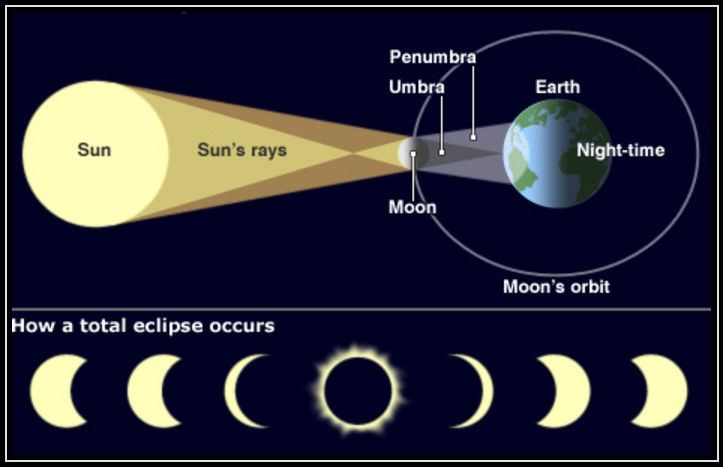 Penumbra
Umbra
Earth
Sun
Sun's rays
Night-time
Moon
Moon's orbit
How a total eclipse occurs